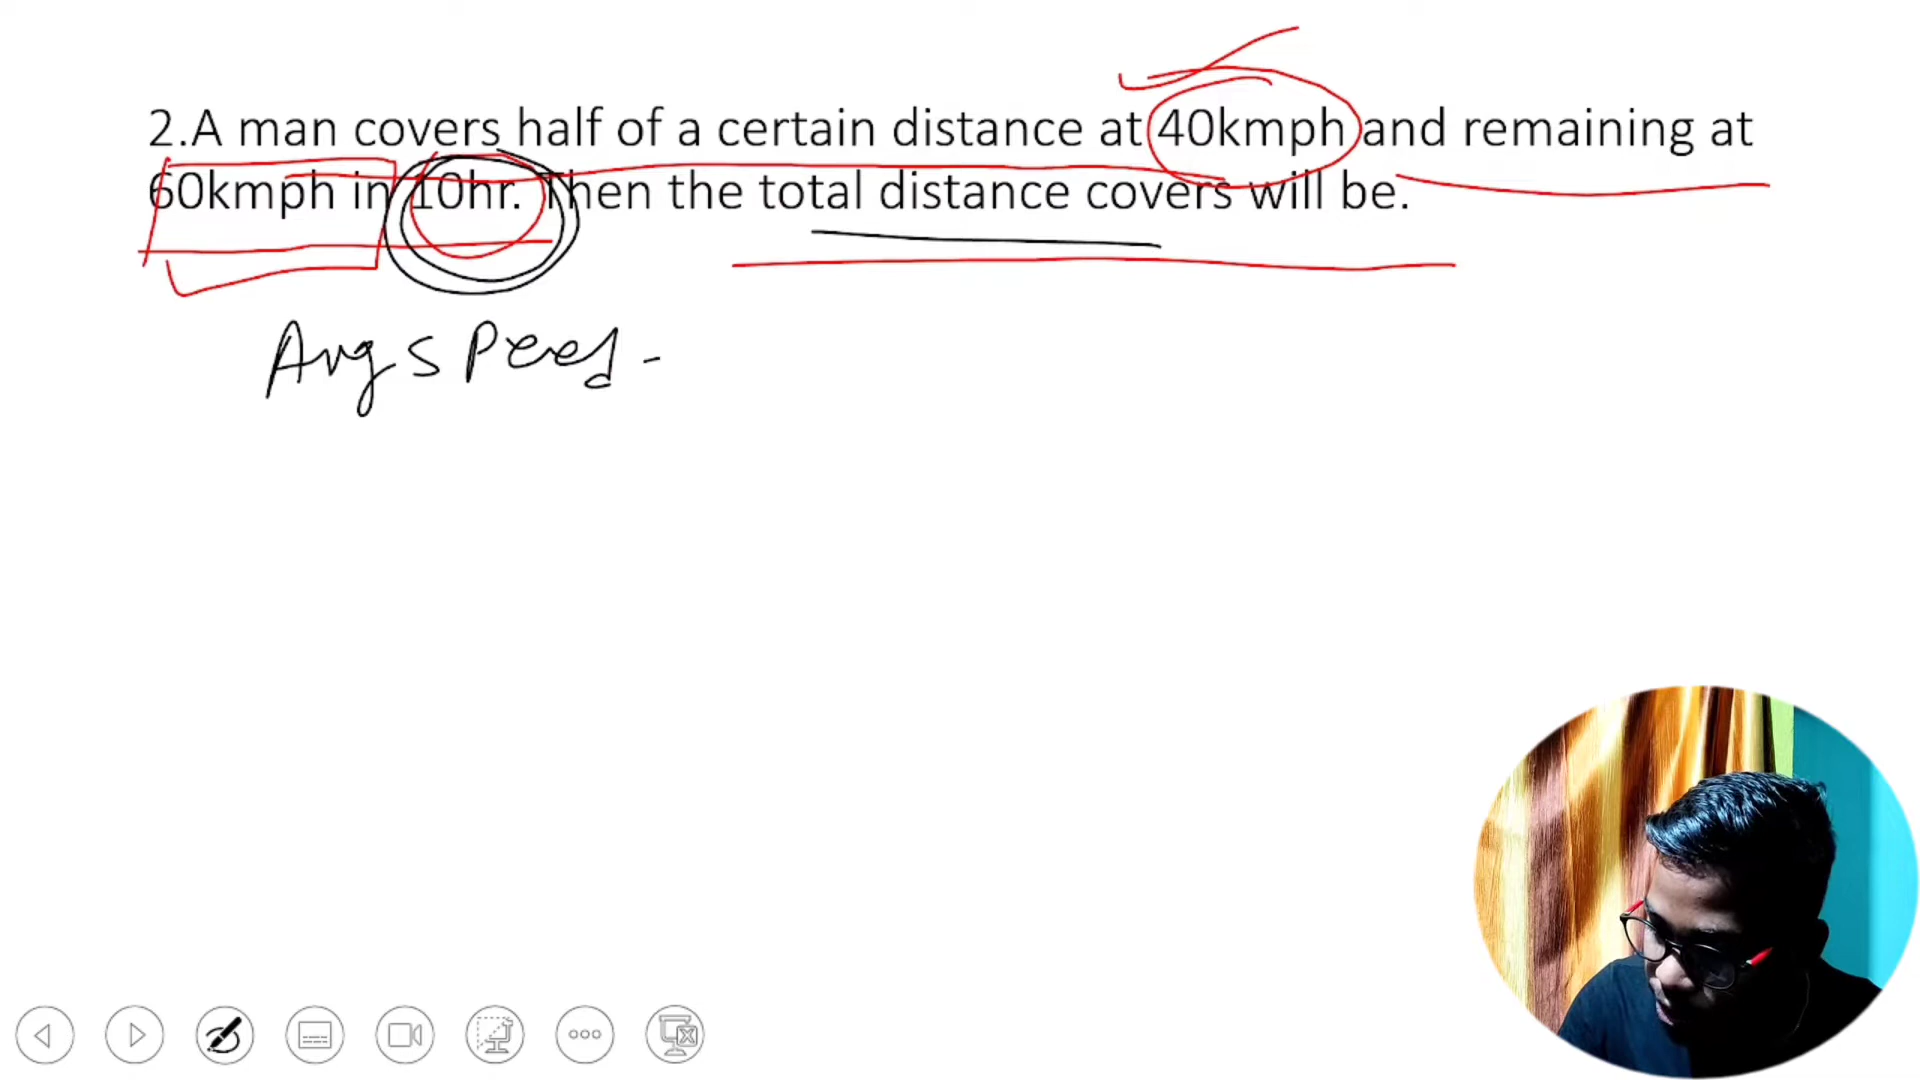 2.A man covers half of a certain distance at 40kmph and remaining at
60kmph in 10hr. Then the total distance covers will be.
Avg speed -